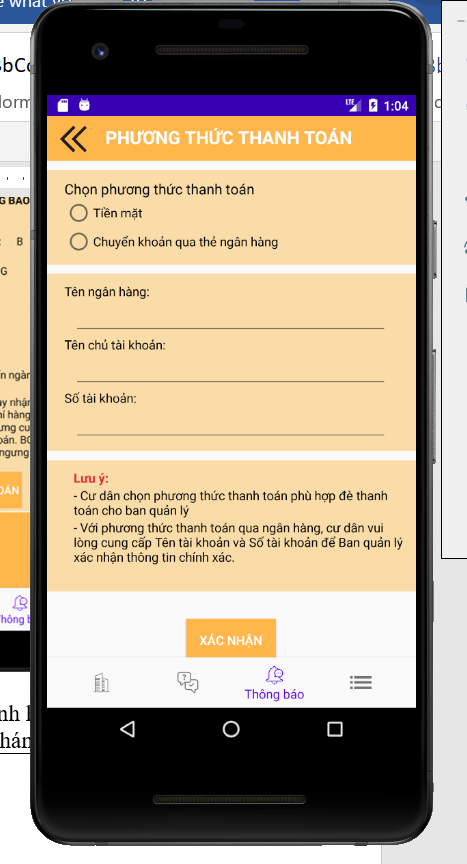 LTE 1:04
PHƯƠNG THỨC THANH TOÁN
Chọn phương thức thanh toán
Tiền mặt
Chuyển khoản qua thẻ ngân hàng
Tên ngân hàng:
Tên chủ tài khoản:
Số tài khoản:
Lưu ý:
- Cư dân chọn phương thức thanh toán phù hợp đè thanh
toán cho ban quản lý
- Với phương thức thanh toán qua ngân hàng, cư dân vui
lòng cung cấp Tên tài khoản và Số tài khoản để Ban quản lý
xác nhận thông tin chính xác.
XÁC NHẬN
Thông báo